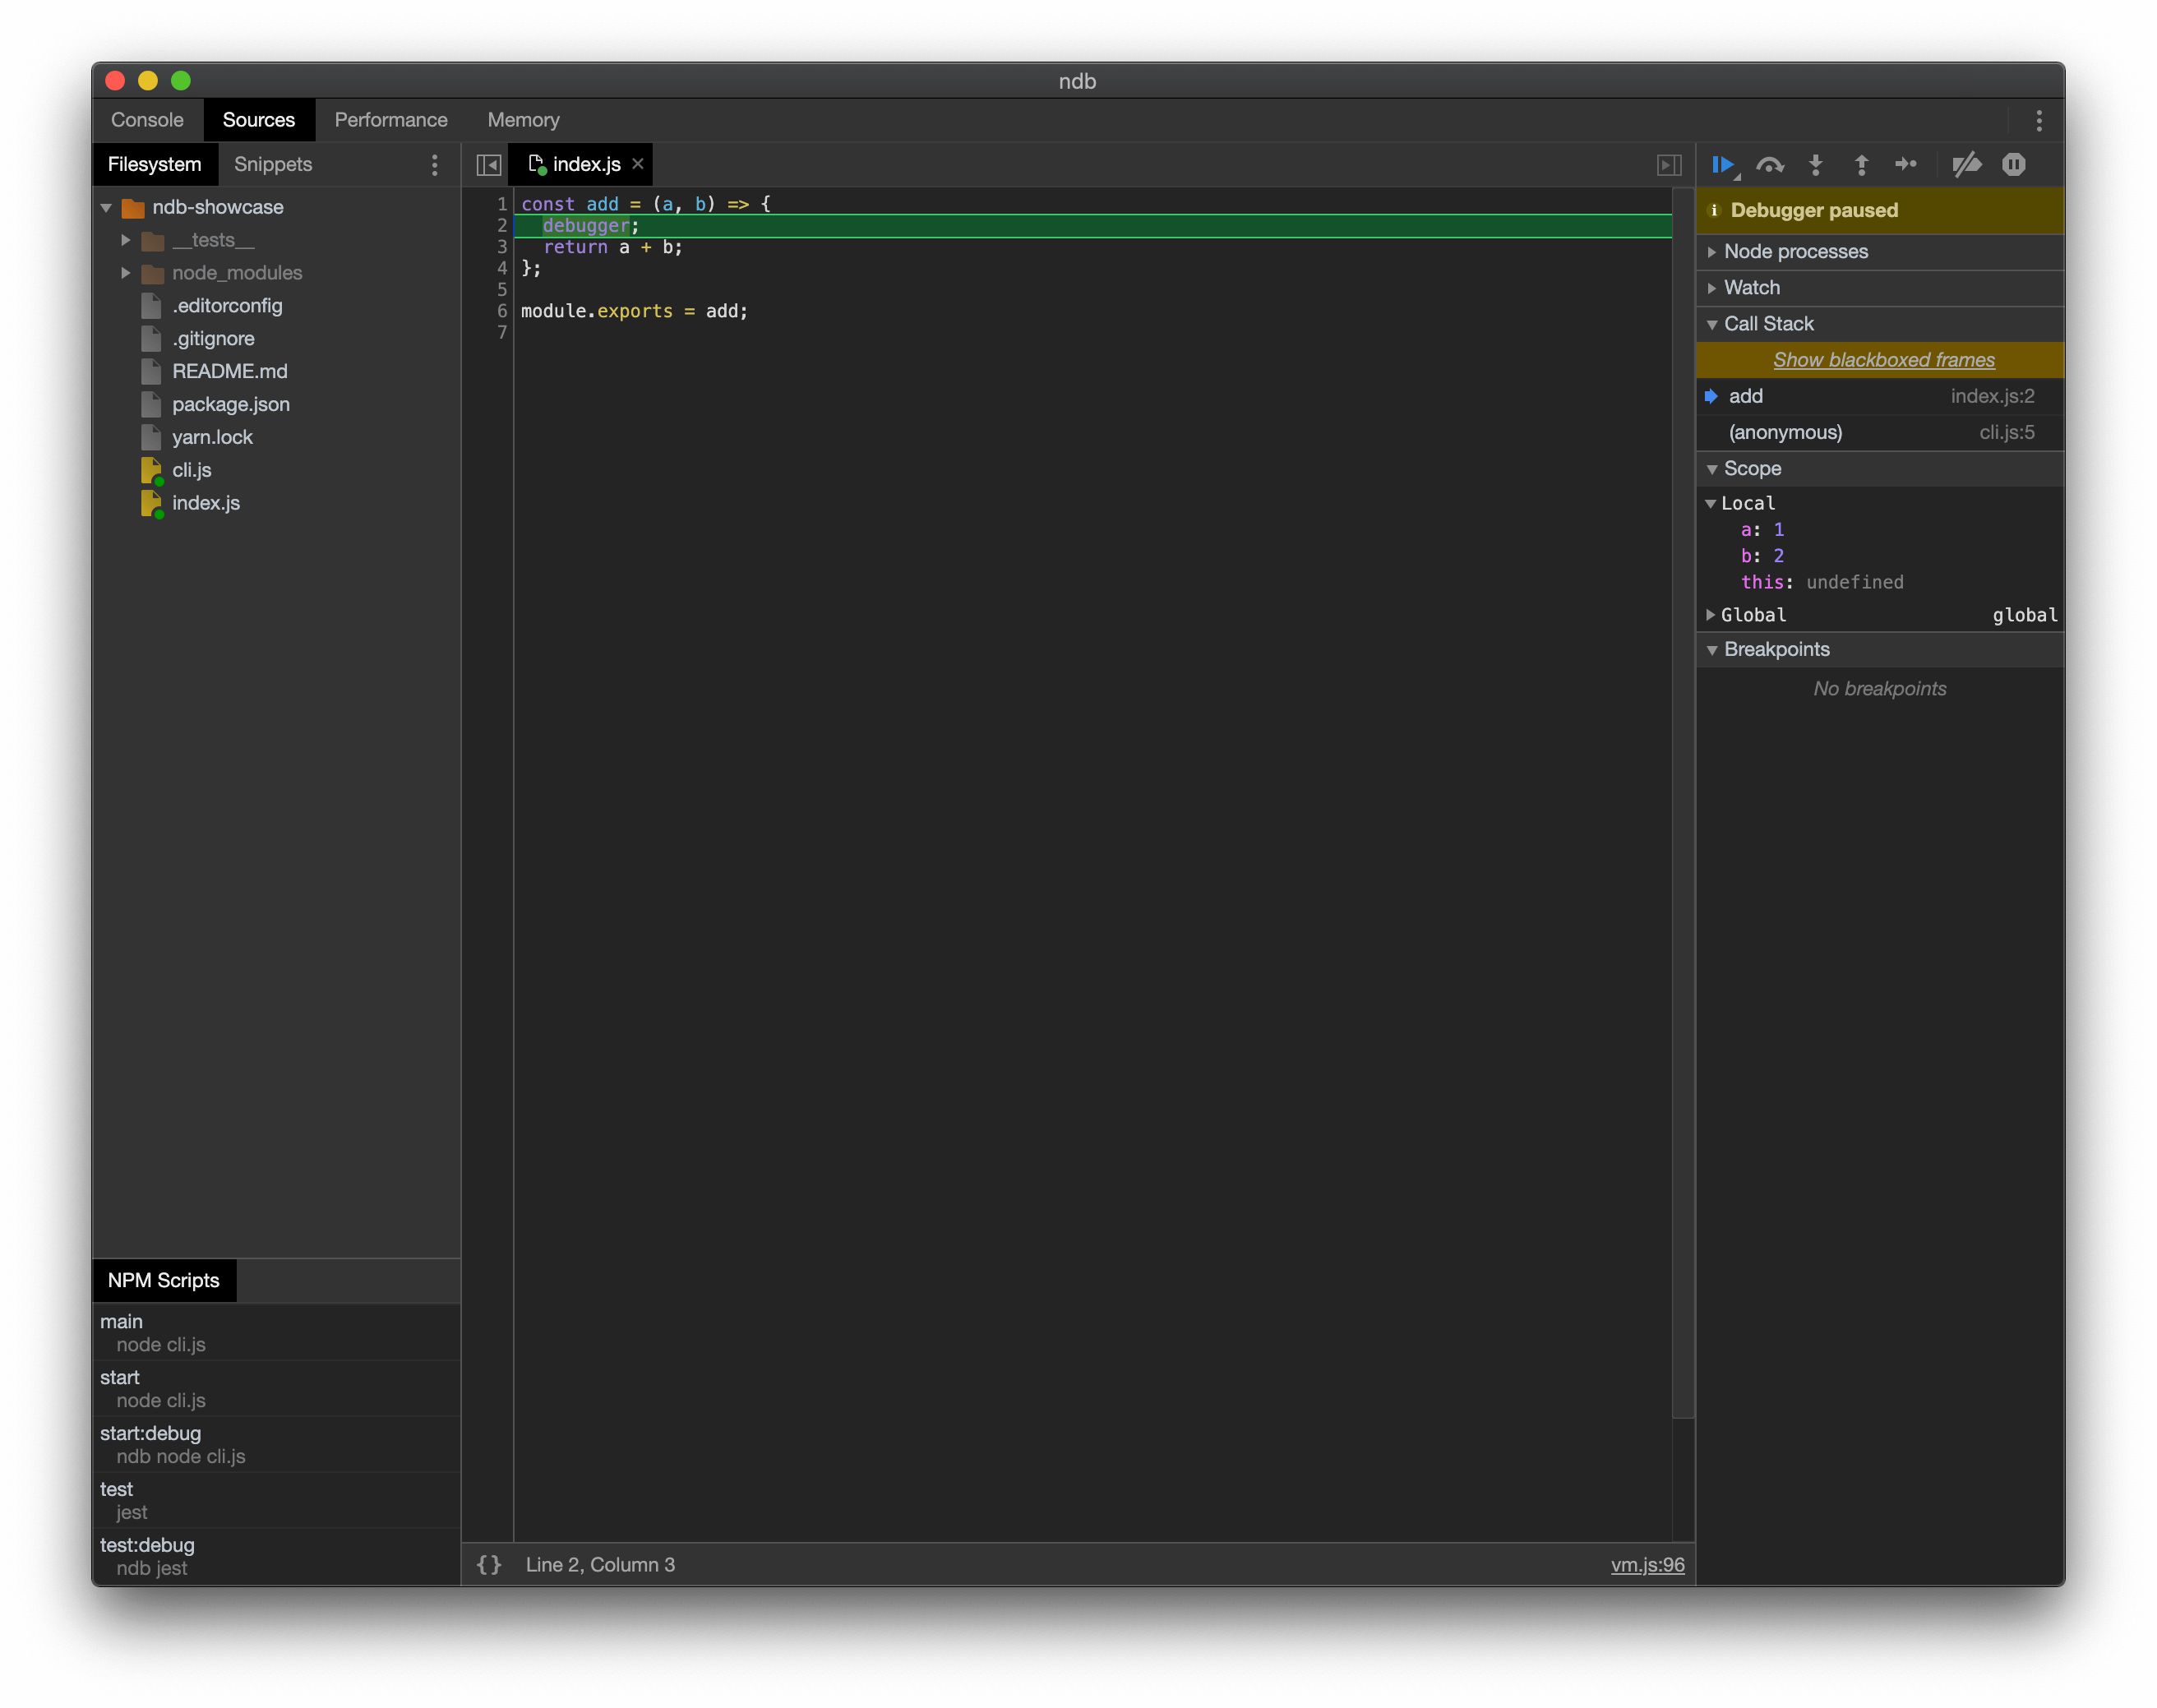 ndb
Console Sources Performance Memory
Filesystem Snippets
ndb-showcase
__tests__
node_modules
.editorconfig
.gitignore
README.md
package.json
yarn.lock
cli.js
index.js
NPM Scripts
main
node cli.js
start
node cli.js
start:debug
ndb node cli.js
test
jest
test:debug
ndb jest
index.js
1 const add = (a, b) => {
2 debugger;
3 return a + b;
4 };
5
6 module.exports = add;
7
{} Line 2, Column 3 vm.js:96
Debugger paused
Node processes
Watch
Call Stack
Show blackboxed frames
add index.js:2
(anonymous) cli.js:5
Scope
Local
a: 1
b: 2
this: undefined
Global global
Breakpoints
No breakpoints